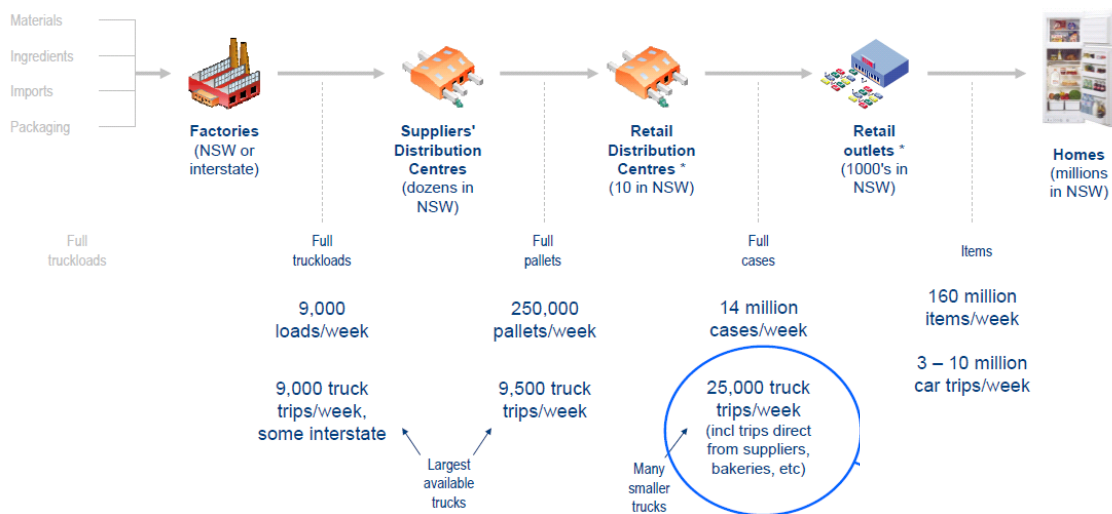 Materials
Ingredients
Imports
Packaging
Factories
(NSW or
interstate)
Suppliers'
Distribution
Centres
(dozens in
NSW)
Retail
Distribution
Centres *
(10 in NSW)
Retail
outlets *
(1000's in
NSW)
Homes
(millions
in NSW)
Full
truckloads
Full
truckloads
Full
pallets
Full
cases
Items
9,000
loads/week
250,000
pallets/week
14 million
cases/week
160 million
items/week
9,000 truck
trips/week,
some interstate
9,500 truck
trips/week
25,000 truck
trips/week
(incl trips direct
from suppliers,
bakeries, etc)
3 – 10 million
car trips/week
Largest
available
trucks
Many
smaller
trucks